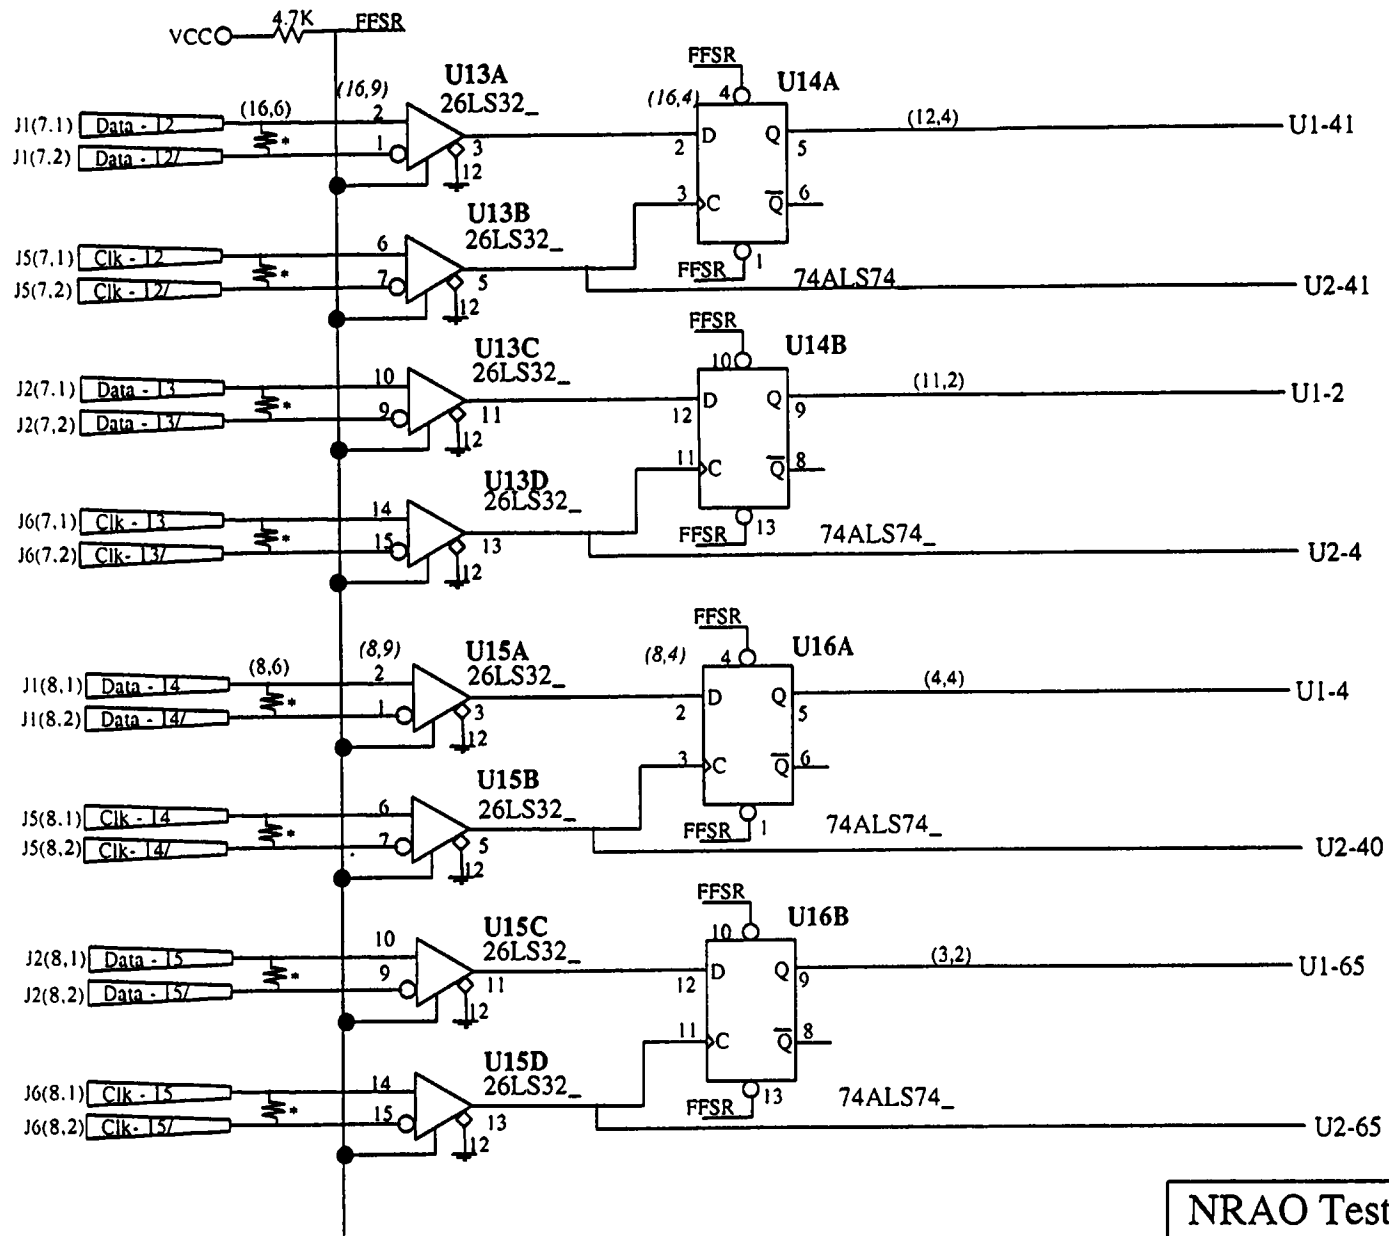 4.7K
FFSR
VCC
U13A
26LS32_
(16,6)
(16,9)
J1(7.1) Data - 12
J1(7,2) Data - 12/
*
2
1
3
12
FFSR
4
U14A
(16,4)
D
Q
2
5
(12,4)
U1-41
3
C
Q
6
1
FFSR
74ALS74_
U13B
26LS32_
J5(7,1) Clk - 12
J5(7,2) Clk - 12/
*
6
7
5
12
U2-41
FFSR
10
U14B
U13C
26LS32_
J2(7.1) Data - 13
J2(7,2) Data - 13/
*
10
9
11
12
D
Q
12
9
(11,2)
U1-2
11
C
Q
8
13
FFSR
74ALS74_
U13D
26LS32_
J6(7,1) Clk - 13
J6(7.2) Clk- 13/
*
14
15
13
12
U2-4
FFSR
4
U16A
(8,6)
(8,9)
U15A
26LS32_
(8,4)
J1(8,1) Data - 14
J1(8,2) Data - 14/
*
2
1
3
12
D
Q
2
5
(4,4)
U1-4
3
C
Q
6
1
FFSR
74ALS74_
U15B
26LS32_
J5(8.1) Clk - 14
J5(8,2) Clk- 14/
*
6
7
5
12
U2-40
FFSR
10
U16B
U15C
26LS32_
J2(8,1) Data - 15
J2(8,2) Data - 15/
*
10
9
11
12
D
Q
12
9
(3,2)
U1-65
11
C
Q
8
13
FFSR
74ALS74_
U15D
26LS32_
J6(8.1) Clk - 15
J6(8,2) Clk- 15/
*
14
15
13
12
U2-65
NRAO Test